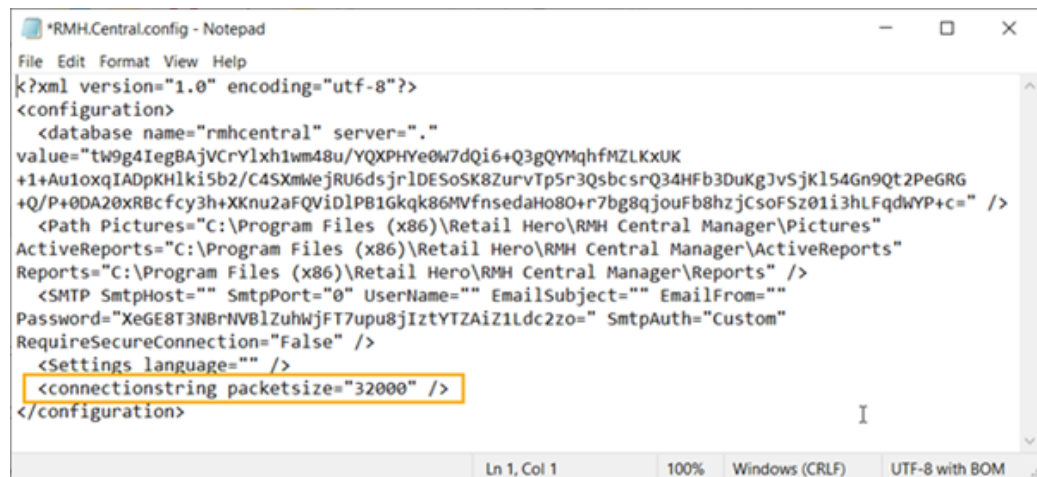 *RMH.Central.config - Notepad
File Edit Format View Help
<?xml version="1.0" encoding="utf-8"?>
<configuration>
<database name="rmhcentral" server="."
value="tW9g4IegBAjVCrYlxh1wm48u/YQXPHYe0W7dQi6+Q3gQYMqhfMZLKxUK
+1+Au1oxqIADpKHlki5b2/C4SXmWejRU6dsjrlDESoSK8ZurvTp5r3QsbcsrQ34HFb3DuKgJvSjKl54Gn9Qt2PeGRG
+Q/P+0DA20xRBcfcy3h+XKnu2aFQViDlPB1Gkqk86MVfnsedaHo8O+r7bg8qjouFb8hzjCsoFSz01i3hLFqdWYP+c=" />
<Path Pictures="C:\Program Files (x86)\Retail Hero\RMH Central Manager\Pictures"
ActiveReports="C:\Program Files (x86)\Retail Hero\RMH Central Manager\ActiveReports"
Reports="C:\Program Files (x86)\Retail Hero\RMH Central Manager\Reports" />
<SMTP SmtpHost="" SmtpPort="0" UserName="" EmailSubject="" EmailFrom=""
Password="XeGE8T3NBrNVBlZuhWjFT7upu8jIztYTZAiZ1Ldc2zo=" SmtpAuth="Custom"
RequireSecureConnection="False" />
<Settings language="" />
<connectionstring packetsize="32000" />
</configuration>
Ln 1, Col 1 100% Windows (CRLF) UTF-8 with BOM